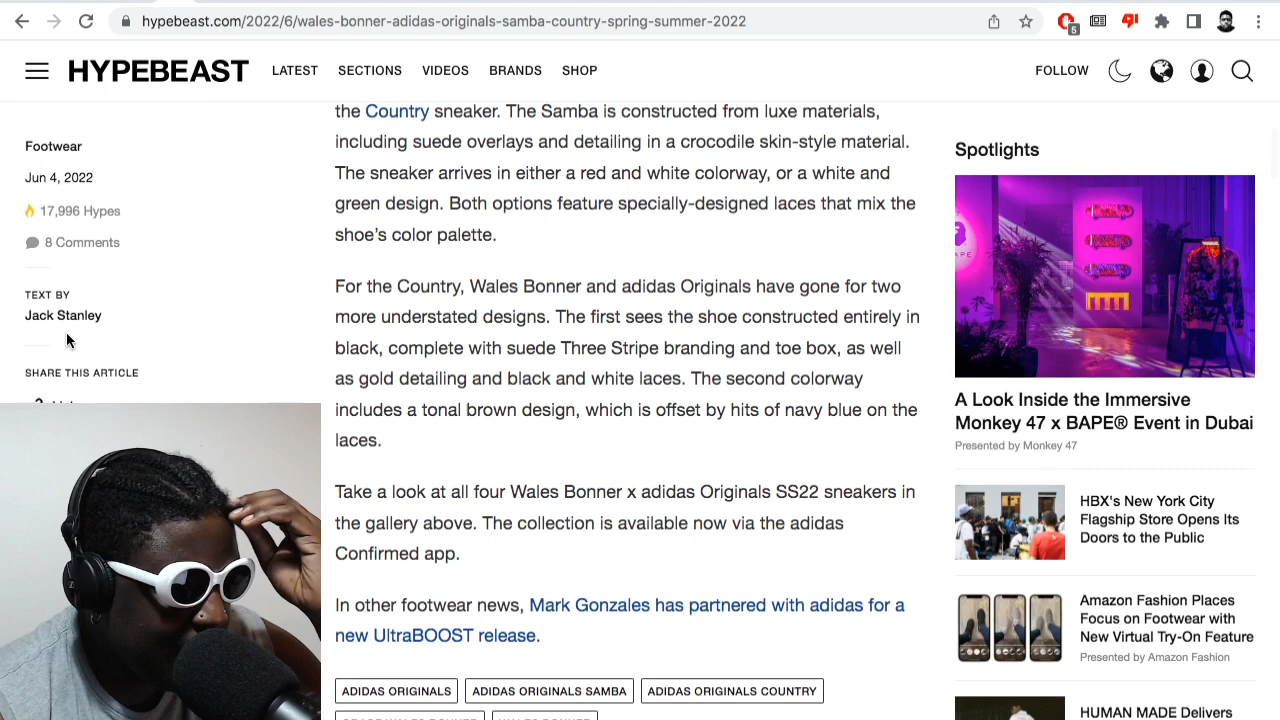 hypebeast.com/2022/6/wales-bonner-adidas-originals-samba-country-spring-summer-2022
5
HYPEBEAST
LATEST SECTIONS VIDEOS BRANDS SHOP
FOLLOW
Footwear
Jun 4, 2022
17,996 Hypes
8 Comments
TEXT BY
Jack Stanley
SHARE THIS ARTICLE
the Country sneaker. The Samba is constructed from luxe materials,
including suede overlays and detailing in a crocodile skin-style material.
The sneaker arrives in either a red and white colorway, or a white and
green design. Both options feature specially-designed laces that mix the
shoe's color palette.
For the Country, Wales Bonner and adidas Originals have gone for two
more understated designs. The first sees the shoe constructed entirely in
black, complete with suede Three Stripe branding and toe box, as well
as gold detailing and black and white laces. The second colorway
includes a tonal brown design, which is offset by hits of navy blue on the
laces.
Take a look at all four Wales Bonner x adidas Originals SS22 sneakers in
the gallery above. The collection is available now via the adidas
Confirmed app.
In other footwear news, Mark Gonzales has partnered with adidas for a
new UltraBOOST release.
ADIDAS ORIGINALS ADIDAS ORIGINALS SAMBA ADIDAS ORIGINALS COUNTRY
Spotlights
A Look Inside the Immersive
Monkey 47 x BAPE® Event in Dubai
Presented by Monkey 47
HBX's New York City
Flagship Store Opens Its
Doors to the Public
Amazon Fashion Places
Focus on Footwear with
New Virtual Try-On Feature
Presented by Amazon Fashion
HUMAN MADE Delivers